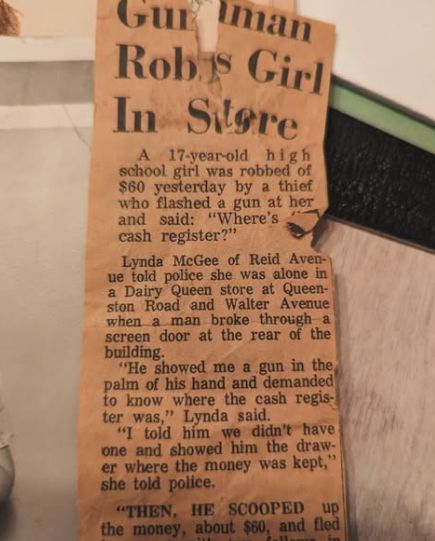 Gunman
Robs Girl
In Store
A 17-year-old high
school girl was robbed of
$60 yesterday by a thief
who flashed a gun at her
and said: "Where's
cash register?"
Lynda McGee of Reid Aven-
ue told police she was alone in
a Dairy Queen store at Queen-
ston Road and Walter Avenue
when a man broke through a
screen door at the rear of the
building.
"He showed me a gun in the
palm of his hand and demanded
to know where the cash regis-
ter was," Lynda said.
"I told him we didn't have
one and showed him the draw-
er where the money was kept,"
she told police.
"THEN, HE SCOOPED up
the money, about $60, and fled